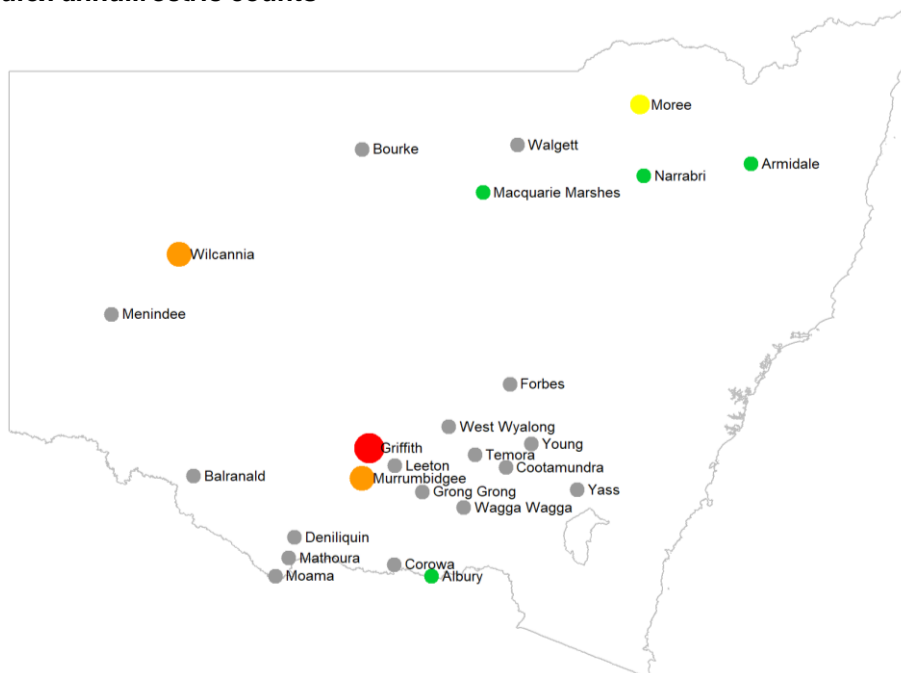 Moree
Bourke
Walgett
Armidale
Narrabri
Macquarie Marshes
Wilcannia
Menindee
Forbes
West Wyalong
Young
Griffith
Temora
Leeton
Cootamundra
Balranald
Murrumbidgee
Grong Grong
Yass
Wagga Wagga
Deniliquin
Mathoura
Corowa
Moama
Albury